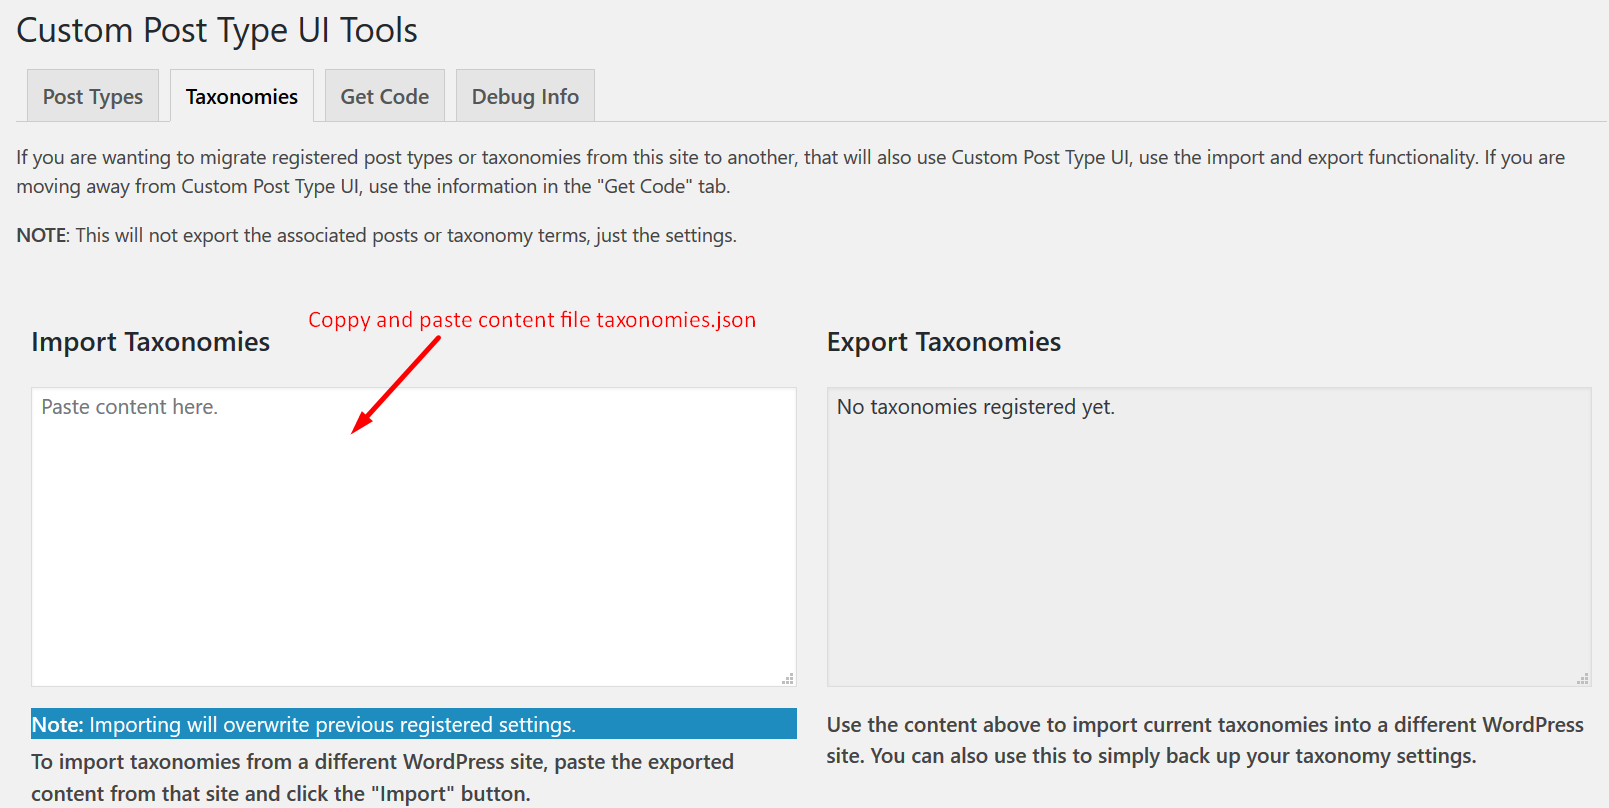 Custom Post Type UI Tools
Post Types
Taxonomies
Get Code
Debug Info
If you are wanting to migrate registered post types or taxonomies from this site to another, that will also use Custom Post Type UI, use the import and export functionality. If you are
moving away from Custom Post Type UI, use the information in the "Get Code" tab.
NOTE: This will not export the associated posts or taxonomy terms, just the settings.
Coppy and paste content file taxonomies.json
Import Taxonomies
Paste content here.
Note: Importing will overwrite previous registered settings.
To import taxonomies from a different WordPress site, paste the exported
content from that site and click the "Import" button.
Export Taxonomies
No taxonomies registered yet.
Use the content above to import current taxonomies into a different WordPress
site. You can also use this to simply back up your taxonomy settings.